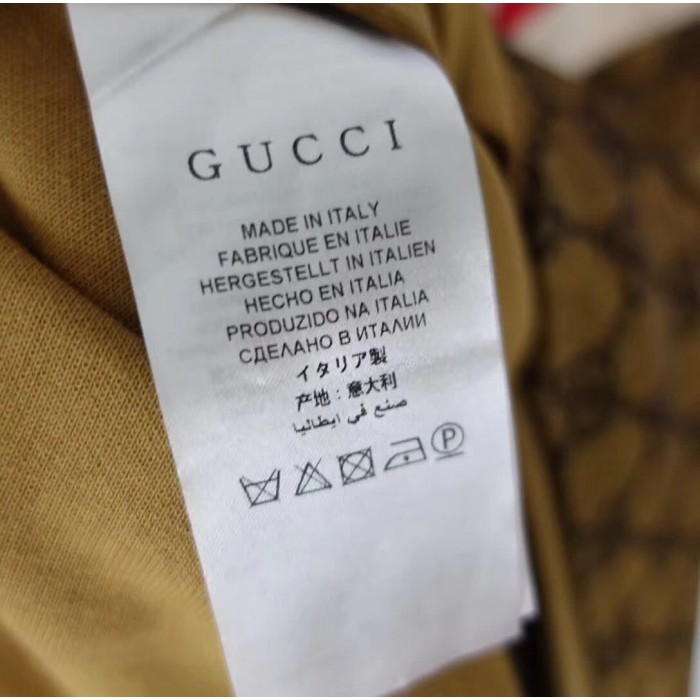 GUCCI
MADE IN ITALY
FABRIQUE EN ITALIE
HERGESTELLT IN ITALIEN
HECHO EN ITALIA
PRODUZIDO NA ITALIA
СДЕЛАНО В ИТАЛИИ
イタリア製
产地：意大利
صنع في ايطاليا
P